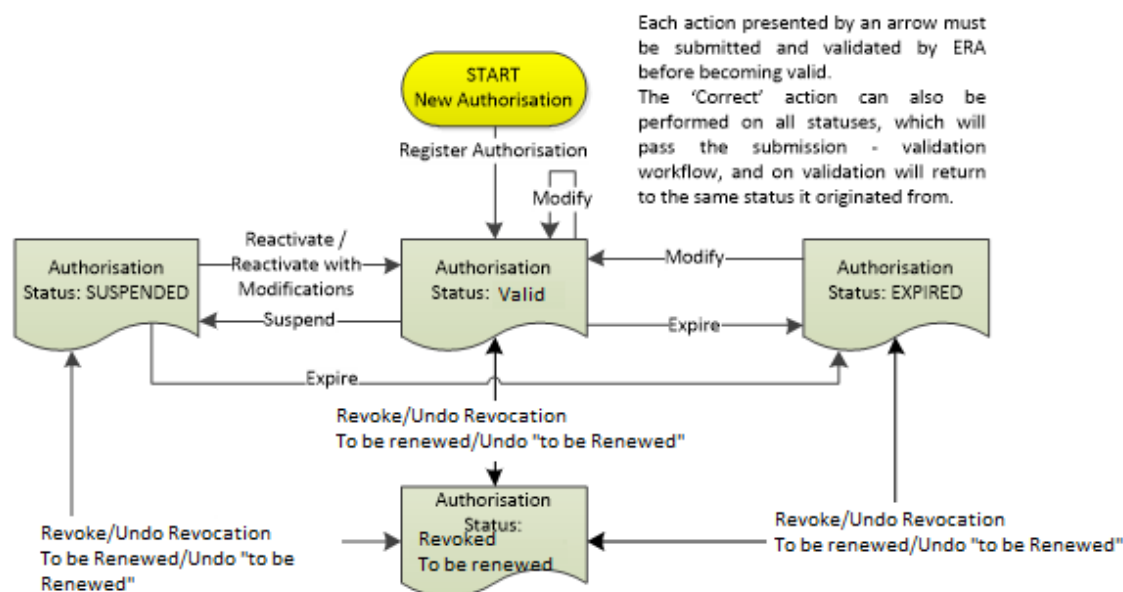 Each action presented by an arrow must
be submitted and validated by ERA
before becoming valid.
The 'Correct' action can also be
performed on all statuses, which will
pass the submission - validation
workflow, and on validation will return
to the same status it originated from.
START
New Authorisation
Register Authorisation
Modify
Authorisation
Status: SUSPENDED
Reactivate /
Reactivate with
Modifications
Suspend
Authorisation
Status: Valid
Modify
Expire
Authorisation
Status: EXPIRED
Expire
Revoke/Undo Revocation
To be renewed/Undo "to be Renewed"
Revoke/Undo Revocation
To be Renewed/Undo "to be
Renewed"
Authorisation
Status:
Revoked
To be renewed
Revoke/Undo Revocation
To be renewed/Undo "to be Renewed"